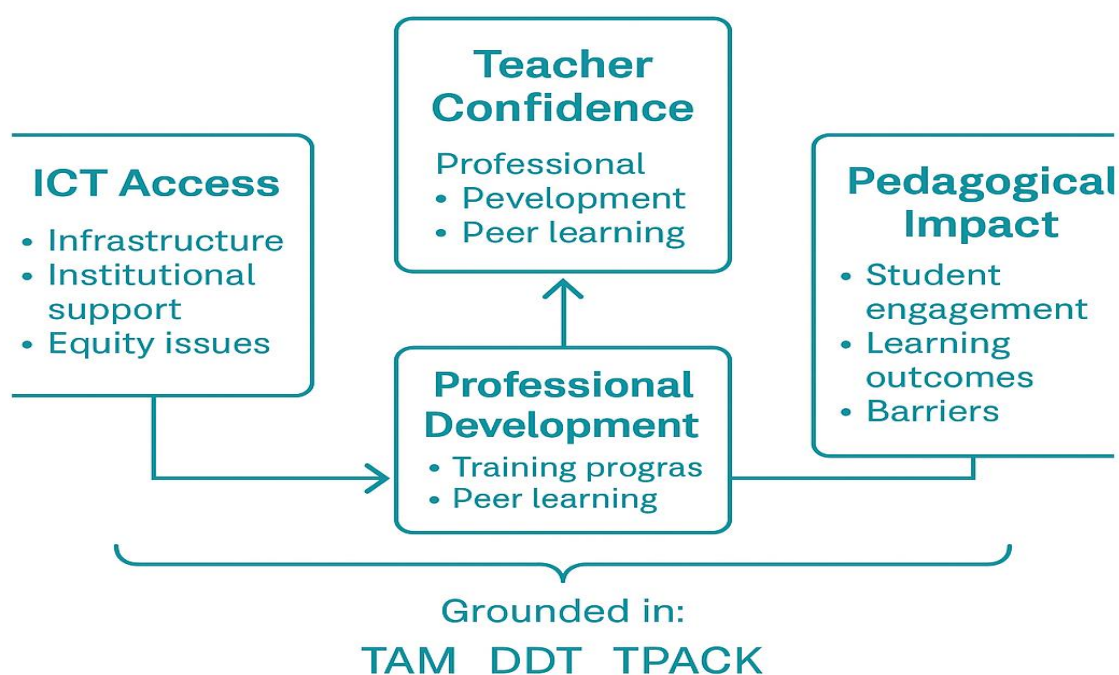 Teacher
Confidence
Professional
• Pevelopment
• Peer learning
ICT Access
• Infrastructure
• Institutional
support
• Equity issues
Pedagogical
Impact
• Student
engagement
• Learning
outcomes
• Barriers
Professional
Development
• Training progras
• Peer learning
Grounded in:
TAM DDT TPACK